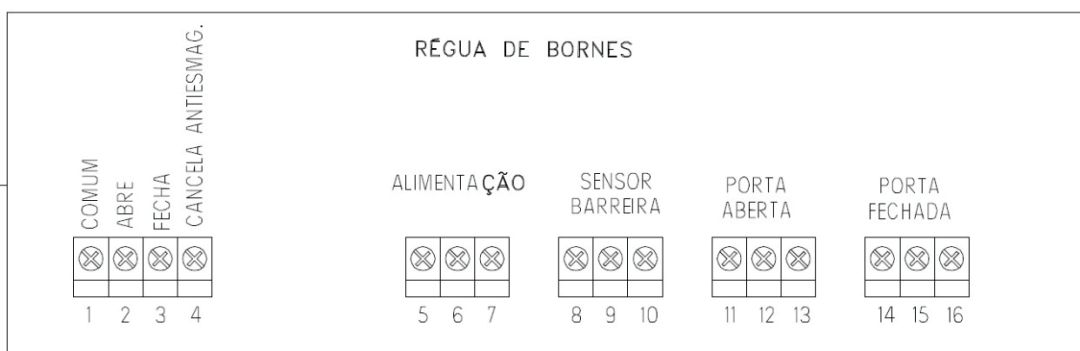 RÉGUA DE BORNES
COMUM
ABRE
FECHA
CANCELA ANTIESMAG.
ALIMENTAÇÃO
SENSOR
BARREIRA
PORTA
ABERTA
PORTA
FECHADA
1 2 3 4 5 6 7 8 9 10 11 12 13 14 15 16